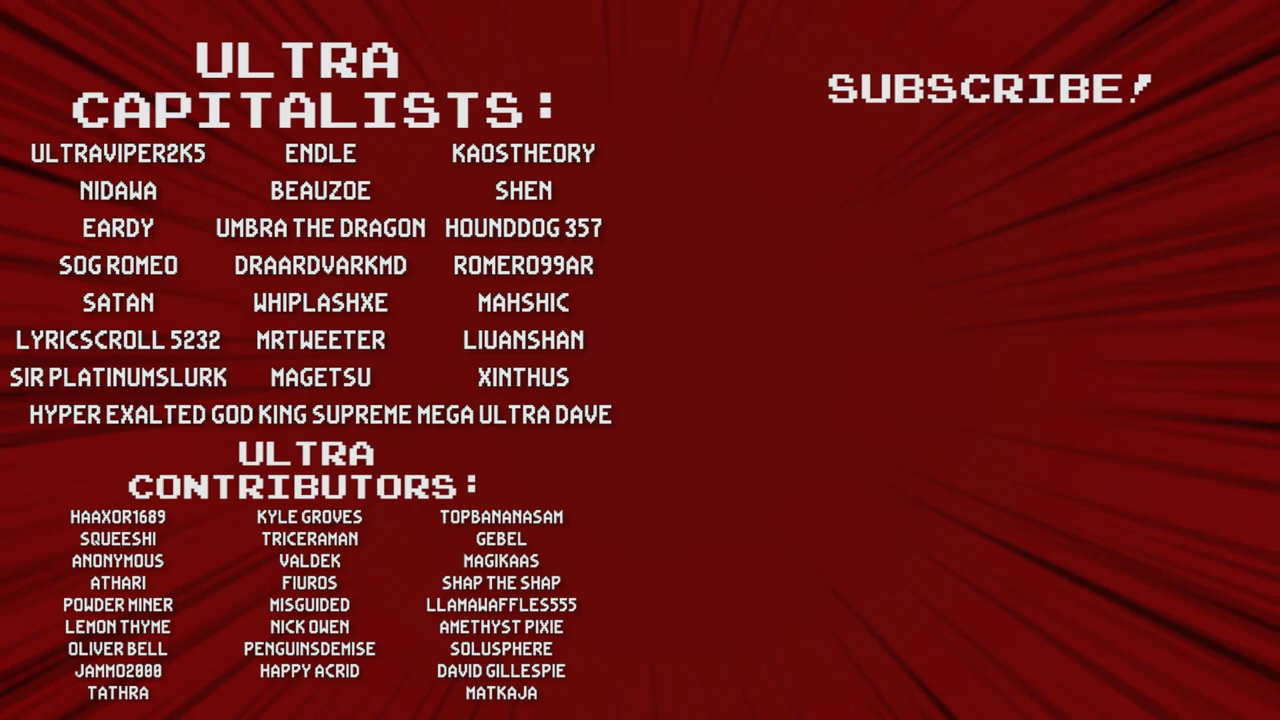 ULTRA
CAPITALISTS:
SUBSCRIBE!
ULTRAVIPER2K5 ENDLE KAOSTHEORY
NIDAWA BEAUZOE SHEN
EARDY UMBRA THE DRAGON HOUNDDOG 357
SOG ROMEO DRAARDVARKMD ROMERO99AR
SATAN WHIPLASHXE MAHSHIC
LYRICSCROLL 5232 MRTWEETER LIUANSHAN
SIR PLATINUMSLURK MAGETSU XINTHUS
HYPER EXALTED GOD KING SUPREME MEGA ULTRA DAVE
ULTRA
CONTRIBUTORS:
HAAXOR1689 KYLE GROVES TOPBANANASAM
SQUEESHI TRICERAMAN GEBEL
ANONYMOUS VALDEK MAGIKAAS
ATHARI FIUROS SHAP THE SHAP
POWDER MINER MISGUIDED LLAMAWAFFLES555
LEMON THYME NICK OWEN AMETHYST PIXIE
OLIVER BELL PENGUINSDEMISE SOLUSPHERE
JAMMO2000 HAPPY ACRID DAVID GILLESPIE
TATHRA MATKAJA